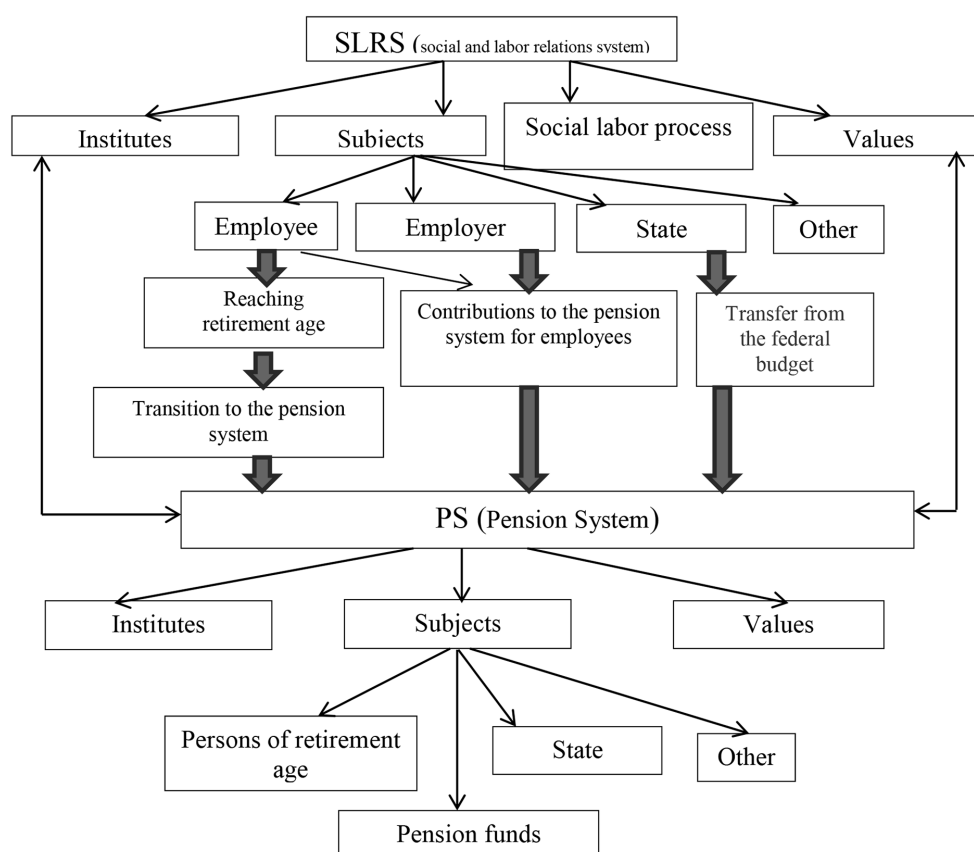 SLRS (social and labor relations system)
Institutes
Subjects
Social labor process
Values
Employee
Employer
State
Other
Reaching
retirement age
Contributions to the pension
system for employees
Transfer from
the federal
budget
Transition to the pension
system
PS (Pension System)
Institutes
Subjects
Values
Persons of retirement
age
State
Other
Pension funds